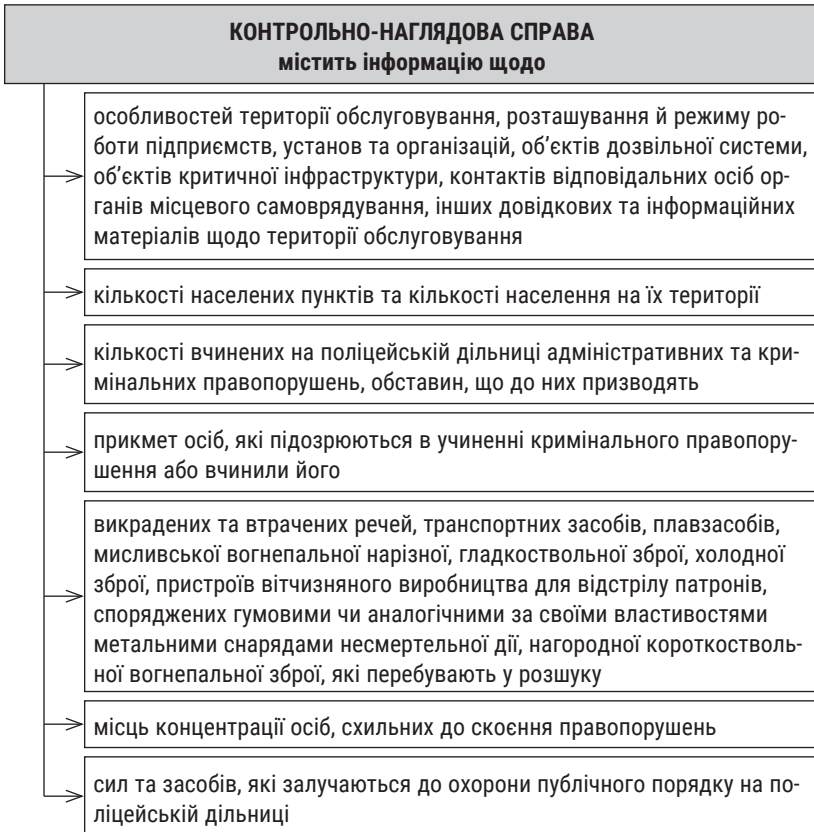 КОНТРОЛЬНО-НАГЛЯДОВА СПРАВА
містить інформацію щодо
особливостей території обслуговування, розташування й режиму ро-
боти підприємств, установ та організацій, об’єктів дозвільної системи,
об’єктів критичної інфраструктури, контактів відповідальних осіб ор-
ганів місцевого самоврядування, інших довідкових та інформаційних
матеріалів щодо території обслуговування
кількості населених пунктів та кількості населення на їх території
кількості вчинених на поліцейській дільниці адміністративних та кри-
мінальних правопорушень, обставин, що до них призводять
прикмет осіб, які підозрюються в учиненні кримінального правопору-
шення або вчинили його
викрадених та втрачених речей, транспортних засобів, плавзасобів,
мисливської вогнепальної нарізної, гладкоствольної зброї, холодної
зброї, пристроїв вітчизняного виробництва для відстрілу патронів,
споряджених гумовими чи аналогічними за своїми властивостями
метальними снарядами несмертельної дії, нагородної короткостволь-
ної вогнепальної зброї, які перебувають у розшуку
місць концентрації осіб, схильних до скоєння правопорушень
сил та засобів, які залучаються до охорони публічного порядку на по-
ліцейській дільниці